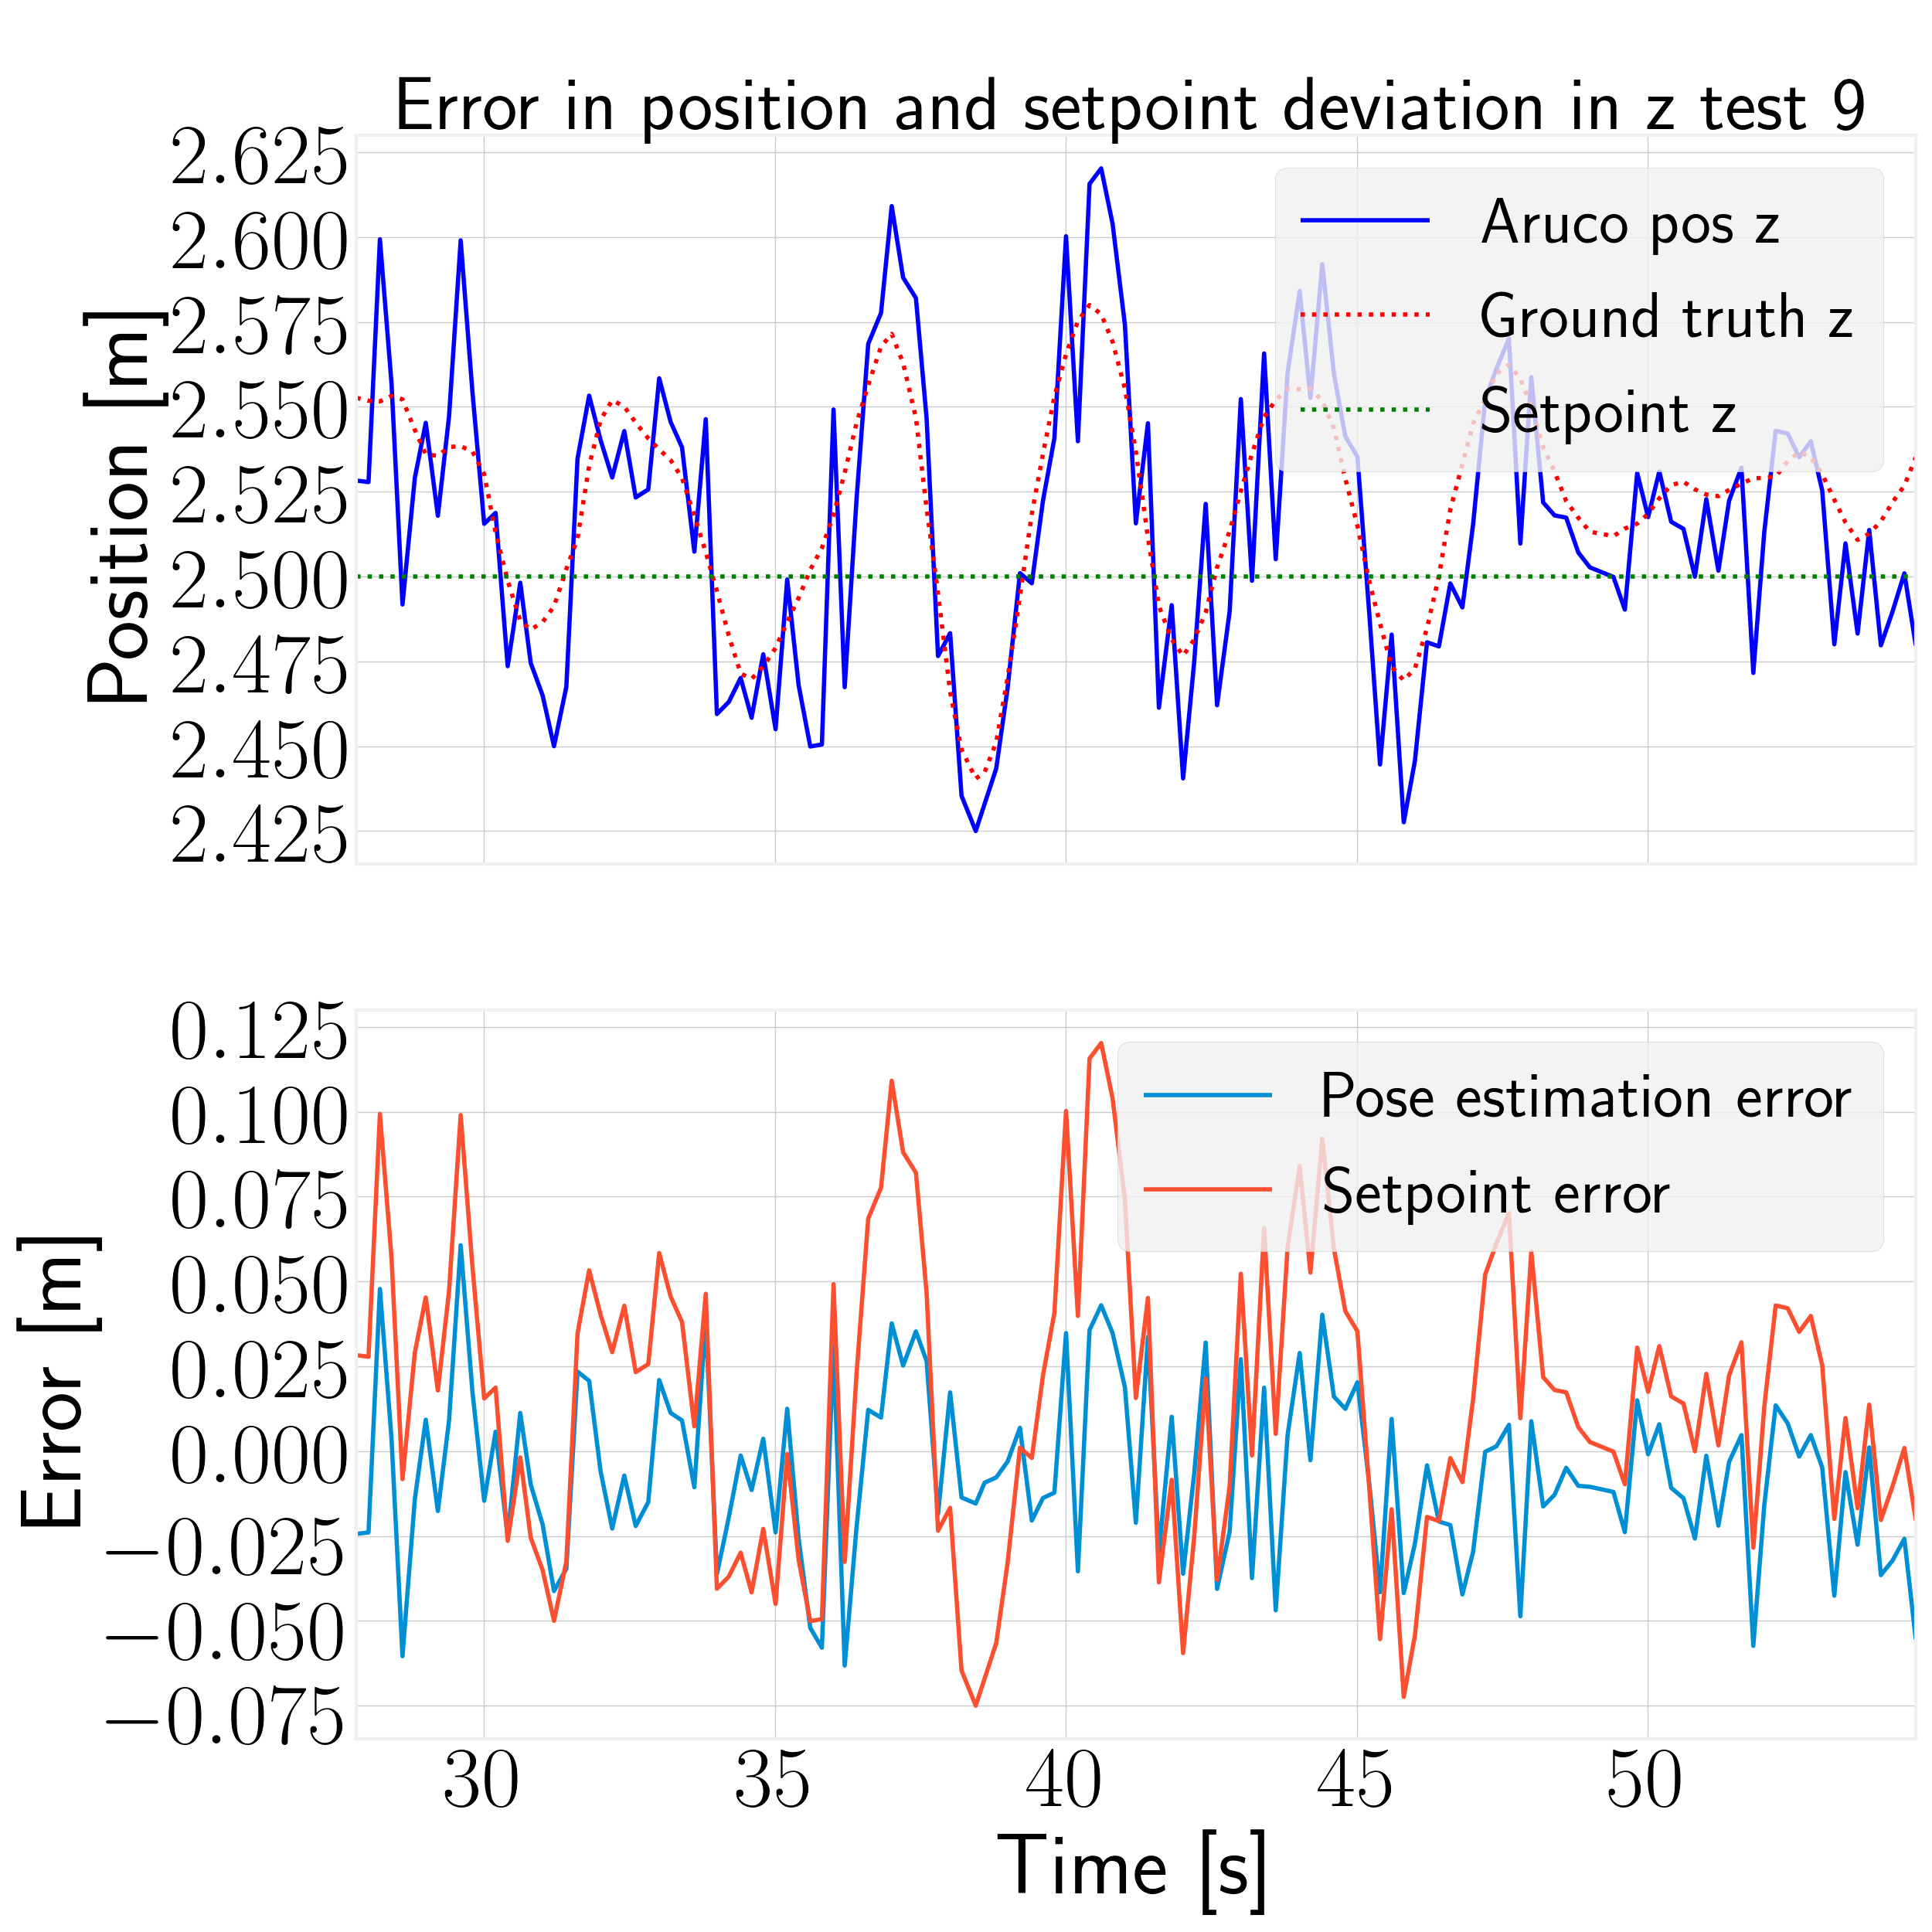 Error in position and setpoint deviation in z test 9
Position [m]
2.625
2.600
2.575
2.550
2.525
2.500
2.475
2.450
2.425
Aruco pos z
Ground truth z
Setpoint z
Error [m]
0.125
0.100
0.075
0.050
0.025
0.000
−0.025
−0.050
−0.075
Pose estimation error
Setpoint error
30 35 40 45 50
Time [s]